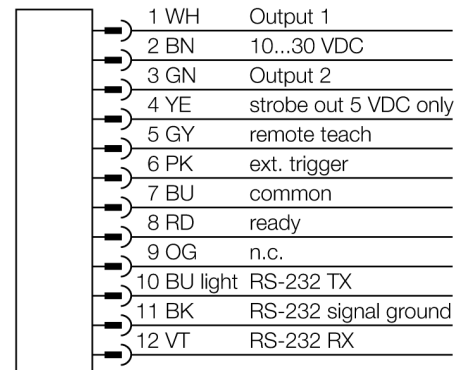 1 WH Output 1
2 BN 10...30 VDC
3 GN Output 2
4 YE strobe out 5 VDC only
5 GY remote teach
6 PK ext. trigger
7 BU common
8 RD ready
9 OG n.c.
10 BU light RS-232 TX
11 BK RS-232 signal ground
12 VT RS-232 RX